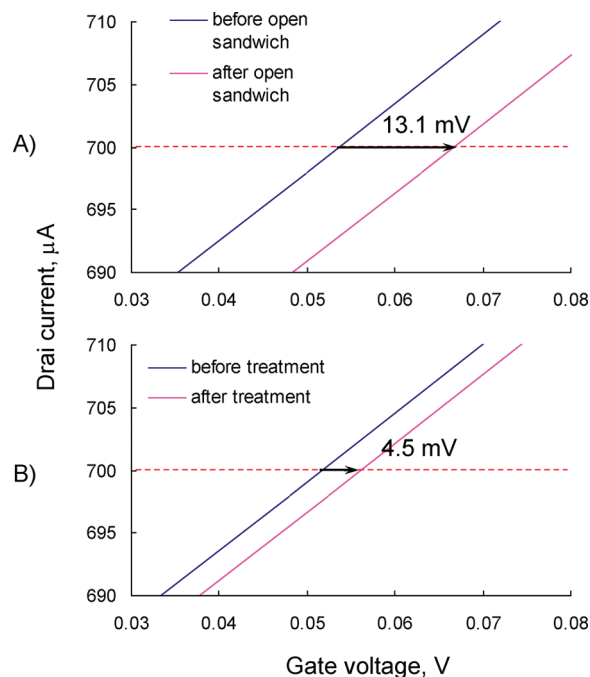 710
before open
sandwich
after open
sandwich
705
13.1 mV
A)
700
695
690
0.03 0.04 0.05 0.06 0.07 0.08
Drai current, μA
710
before treatment
after treatment
705
4.5 mV
B)
700
695
690
0.03 0.04 0.05 0.06 0.07 0.08
Gate voltage, V